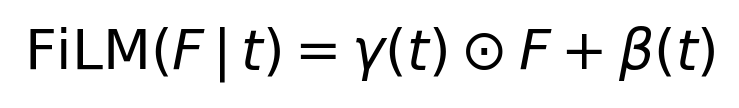 FiLM(F | t) = γ(t) ⊙ F + β(t)